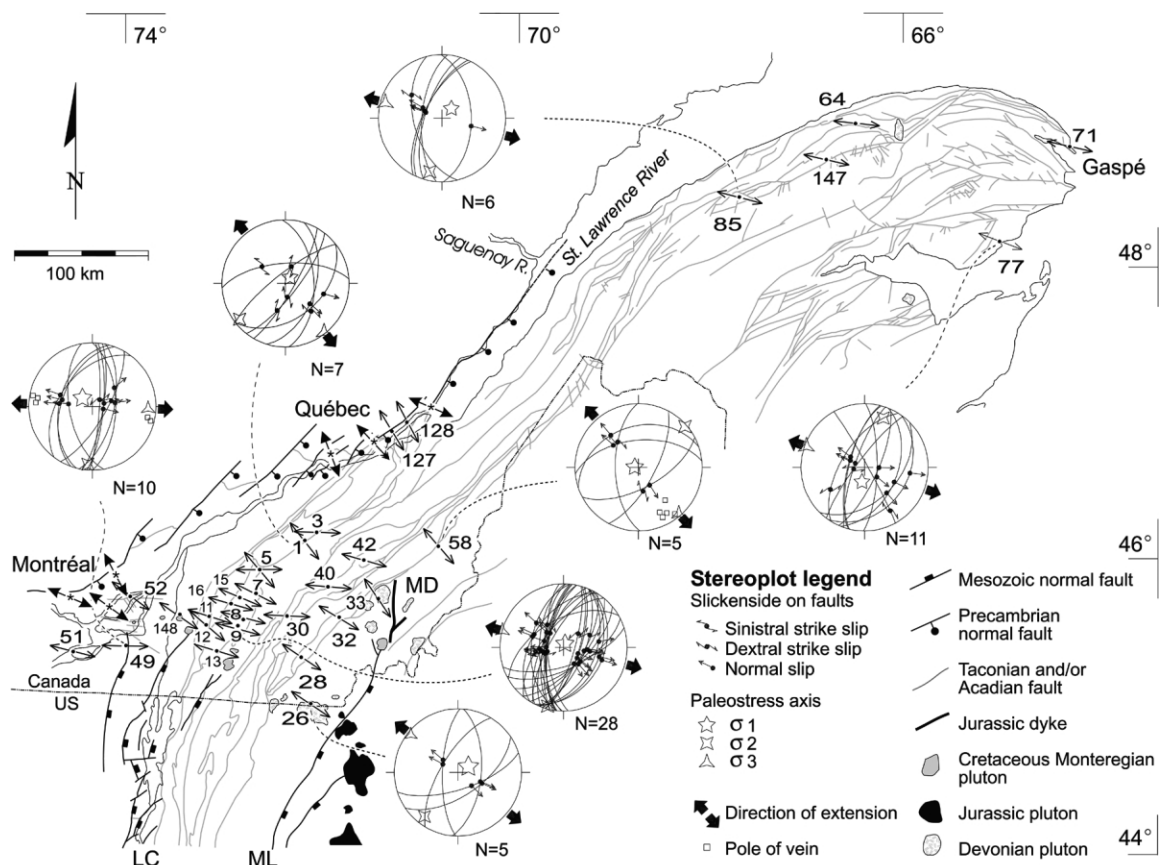 74°
70°
66°
N
100 km
N=6
64
71
Gaspé
147
85
77
48°
Saguenay R.
St. Lawrence River
N=7
N=10
Québec
128
127
N=5
N=11
3
1
42
58
46°
5
40
MD
15
7
16
33
Montréal
52
11
8
148
12
9
30
32
51
49
13
28
Canada
US
26
N=28
N=5
44°
LC
ML
Stereoplot legend
Slickenside on faults
Sinistral strike slip
Dextral strike slip
Normal slip
Paleostress axis
σ 1
σ 2
σ 3
Direction of extension
Pole of vein
Mesozoic normal fault
Precambrian
normal fault
Taconian and/or
Acadian fault
Jurassic dyke
Cretaceous Monteregian
pluton
Jurassic pluton
Devonian pluton